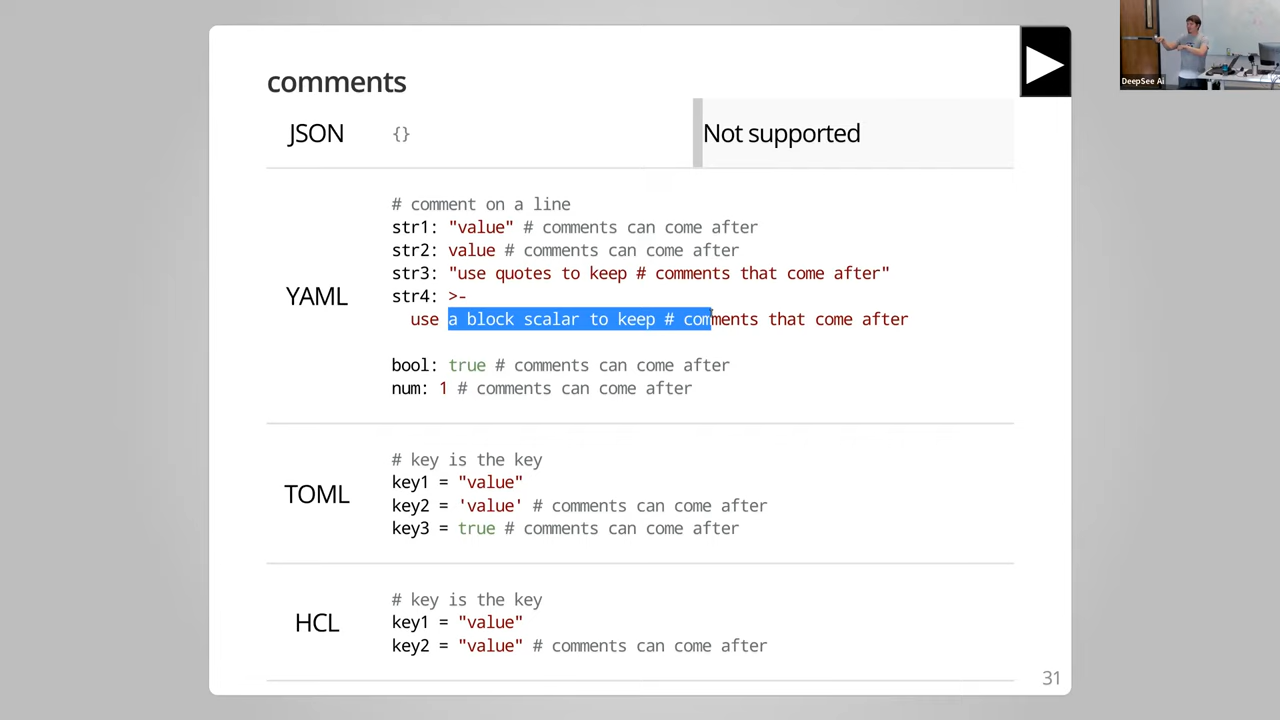 DeepSee Ai
comments
JSON {} Not supported
YAML
# comment on a line
str1: "value" # comments can come after
str2: value # comments can come after
str3: "use quotes to keep # comments that come after"
str4: >-
use a block scalar to keep # comments that come after
bool: true # comments can come after
num: 1 # comments can come after
TOML
# key is the key
key1 = "value"
key2 = 'value' # comments can come after
key3 = true # comments can come after
HCL
# key is the key
key1 = "value"
key2 = "value" # comments can come after
31